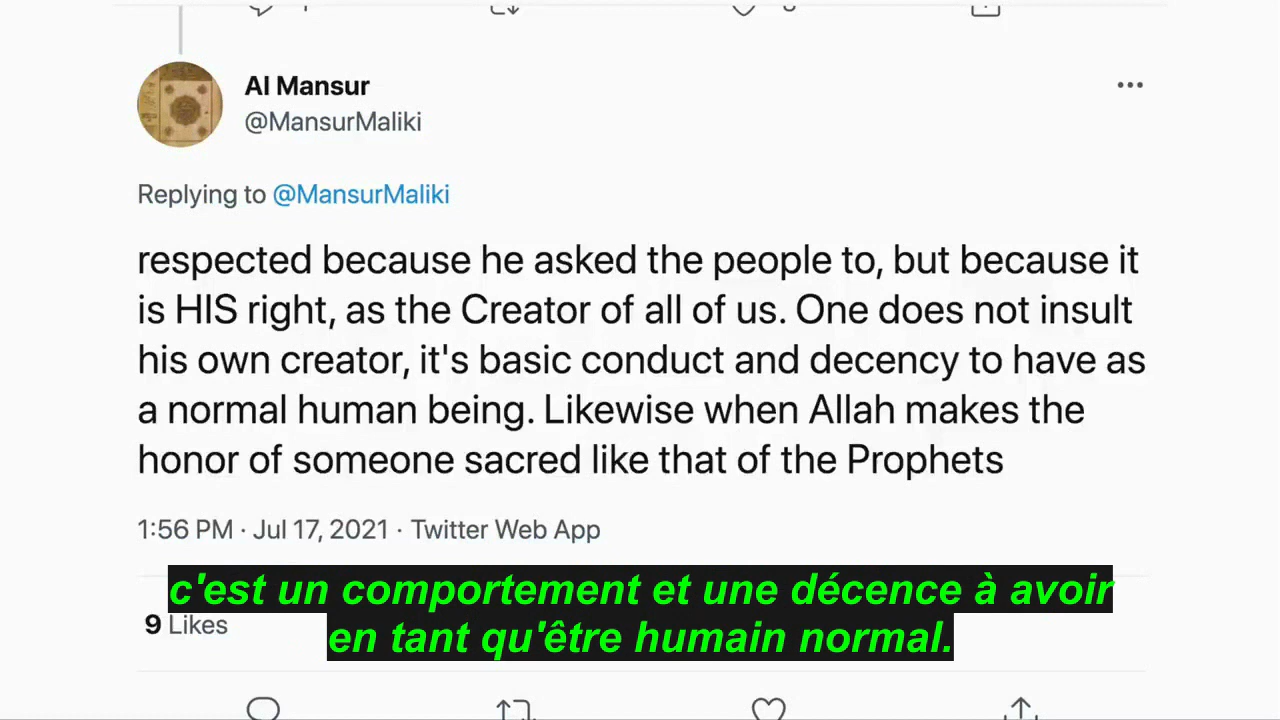 Al Mansur
@MansurMaliki
Replying to @MansurMaliki
respected because he asked the people to, but because it
is HIS right, as the Creator of all of us. One does not insult
his own creator, it's basic conduct and decency to have as
a normal human being. Likewise when Allah makes the
honor of someone sacred like that of the Prophets
1:56 PM · Jul 17, 2021 · Twitter Web App
c'est un comportement et une décence à avoir
en tant qu'être humain normal.
9 Likes